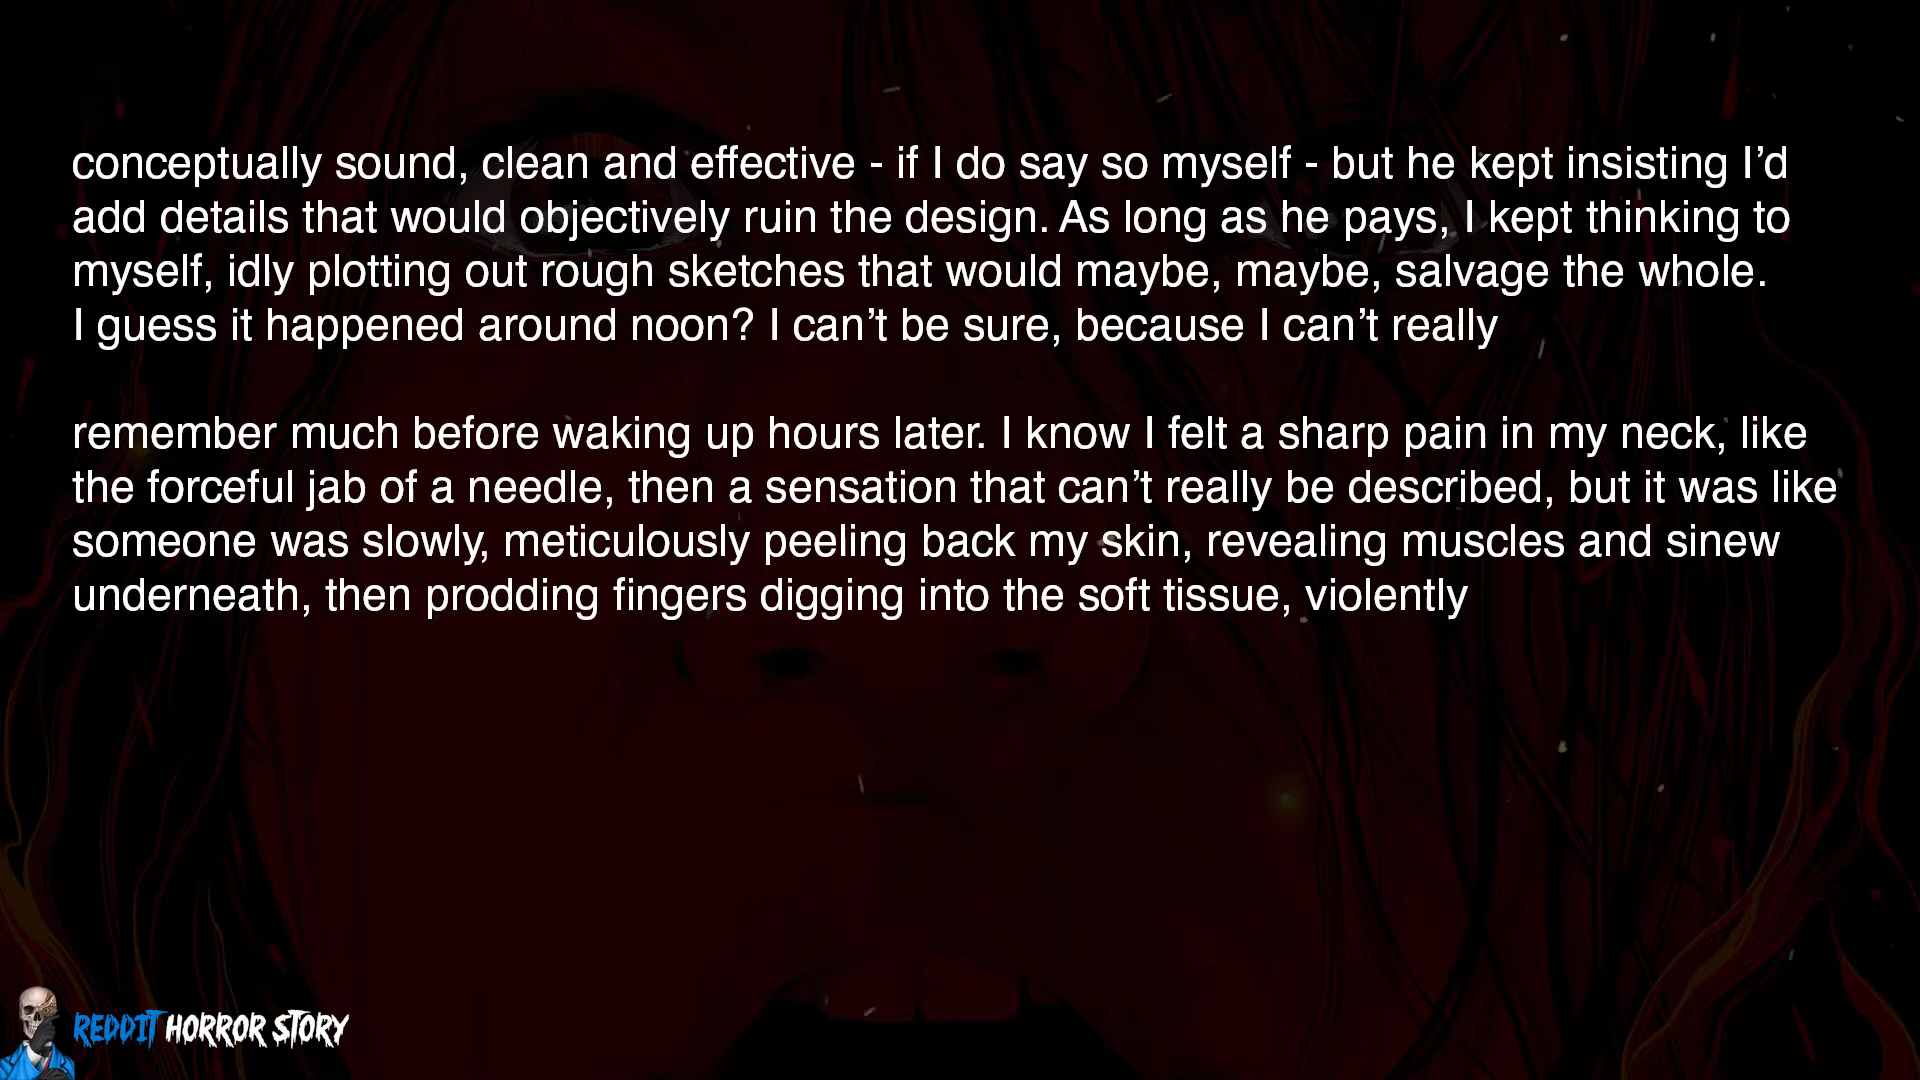 conceptually sound, clean and effective - if I do say so myself - but he kept insisting I’d
add details that would objectively ruin the design. As long as he pays, I kept thinking to
myself, idly plotting out rough sketches that would maybe, maybe, salvage the whole.
I guess it happened around noon? I can’t be sure, because I can’t really
remember much before waking up hours later. I know I felt a sharp pain in my neck, like
the forceful jab of a needle, then a sensation that can’t really be described, but it was like
someone was slowly, meticulously peeling back my skin, revealing muscles and sinew
underneath, then prodding fingers digging into the soft tissue, violently
REDDIT HORROR STORY